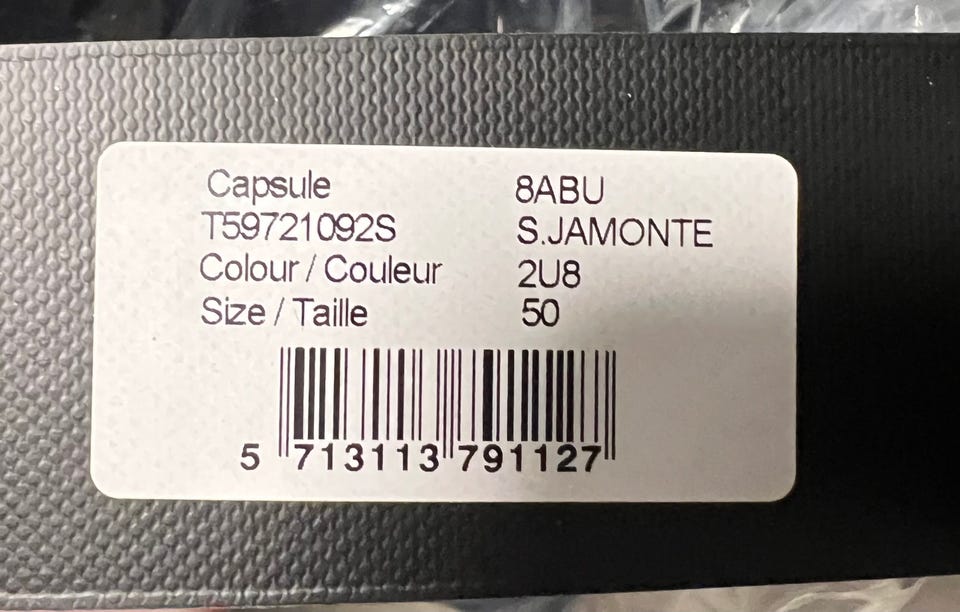 Capsule 8ABU
T59721092S S.JAMONTE
Colour / Couleur 2U8
Size / Taille 50
5 713113 791127